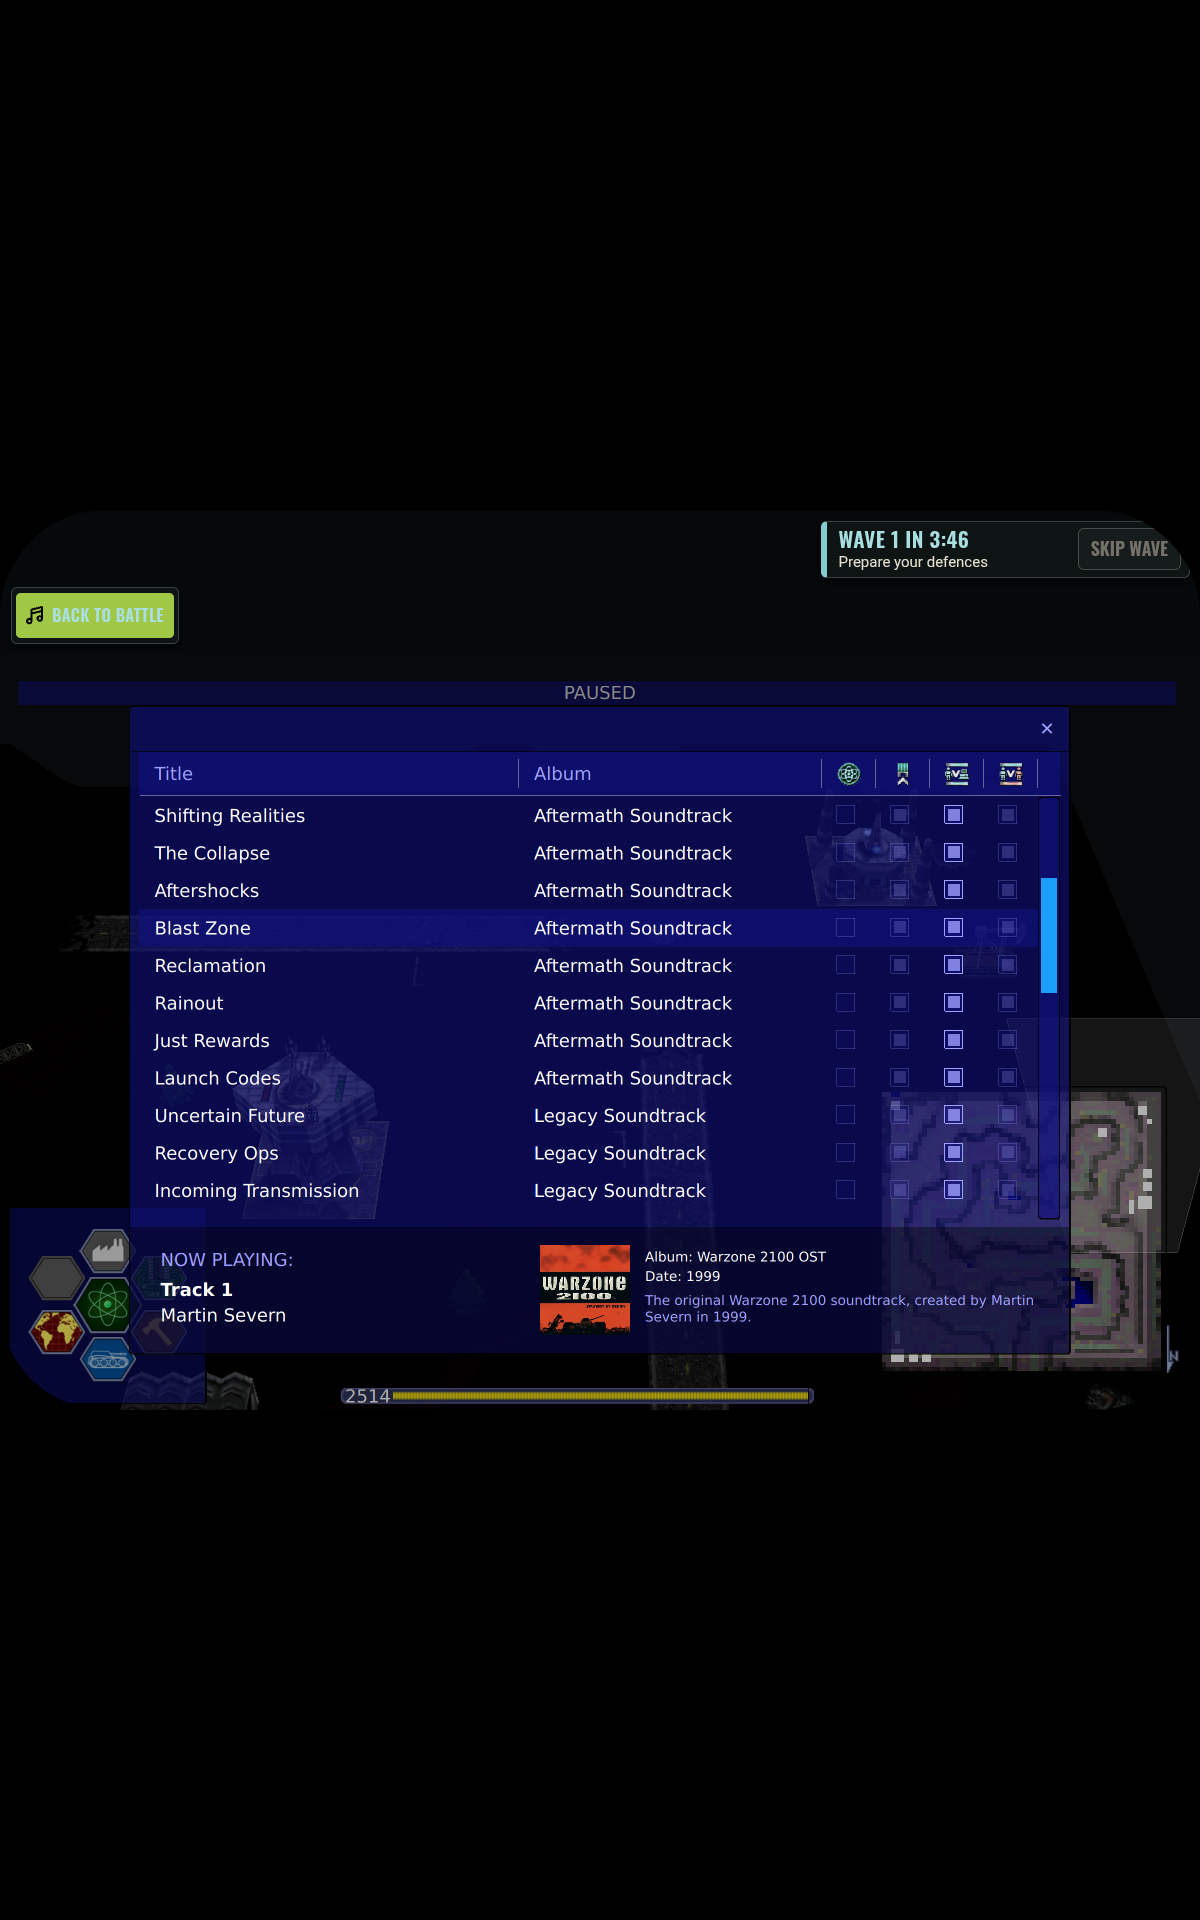 WAVE 1 IN 3:46
Prepare your defences
SKIP WAVE
BACK TO BATTLE
PAUSED
×
Title Album
Shifting Realities Aftermath Soundtrack
The Collapse Aftermath Soundtrack
Aftershocks Aftermath Soundtrack
Blast Zone Aftermath Soundtrack
Reclamation Aftermath Soundtrack
Rainout Aftermath Soundtrack
Just Rewards Aftermath Soundtrack
Launch Codes Aftermath Soundtrack
Uncertain Future Legacy Soundtrack
Recovery Ops Legacy Soundtrack
Incoming Transmission Legacy Soundtrack
NOW PLAYING:
Track 1
Martin Severn
WARZONE
2100
Album: Warzone 2100 OST
Date: 1999
The original Warzone 2100 soundtrack, created by Martin
Severn in 1999.
N
2514